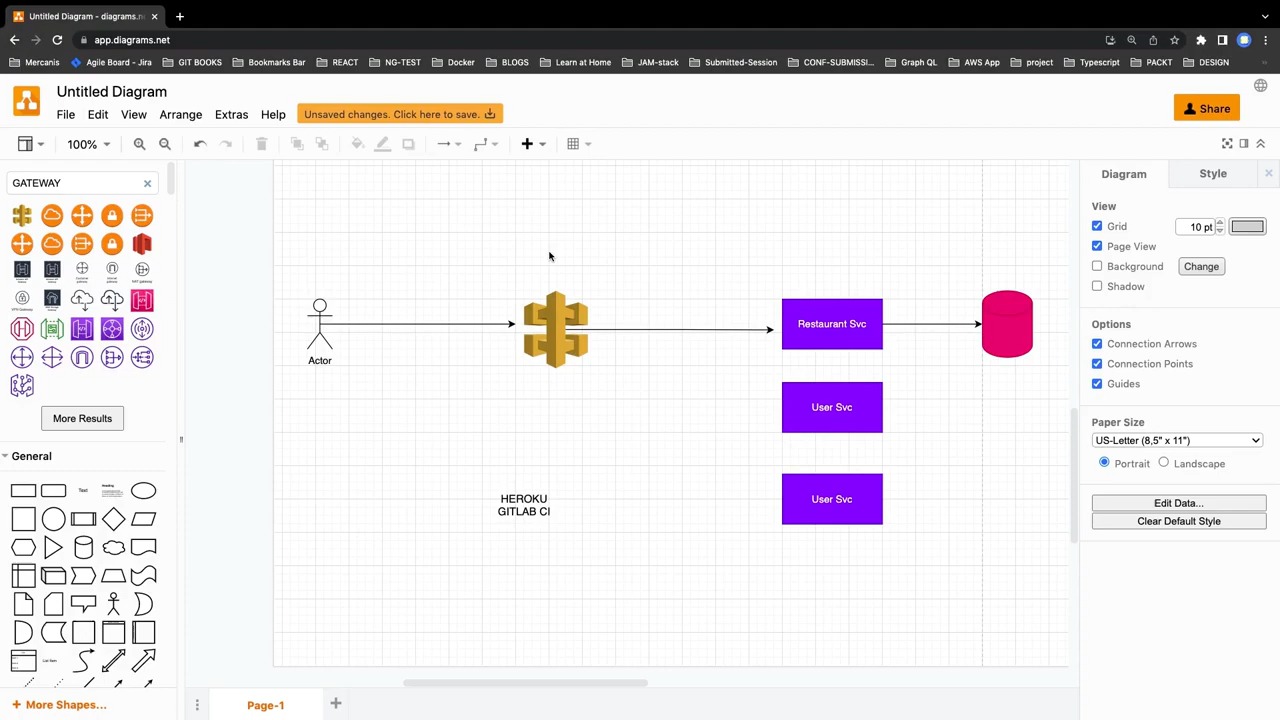 Untitled Diagram - diagrams.n
app.diagrams.net
Mercanis
Agile Board - Jira
GIT BOOKS
Bookmarks Bar
REACT
NG-TEST
Docker
BLOGS
Learn at Home
JAM-stack
Submitted-Session
CONF-SUBMISSI...
Graph QL
AWS App
project
Typescript
PACKT
DESIGN
Untitled Diagram
File Edit View Arrange Extras Help
Unsaved changes. Click here to save.
Share
100%
GATEWAY
More Results
General
Text
Heading
List Item
More Shapes...
Actor
HEROKU
GITLAB CI
Restaurant Svc
User Svc
User Svc
Page-1
Diagram
Style
View
Grid
10 pt
Page View
Background
Change
Shadow
Options
Connection Arrows
Connection Points
Guides
Paper Size
US-Letter (8,5" x 11")
Portrait
Landscape
Edit Data...
Clear Default Style